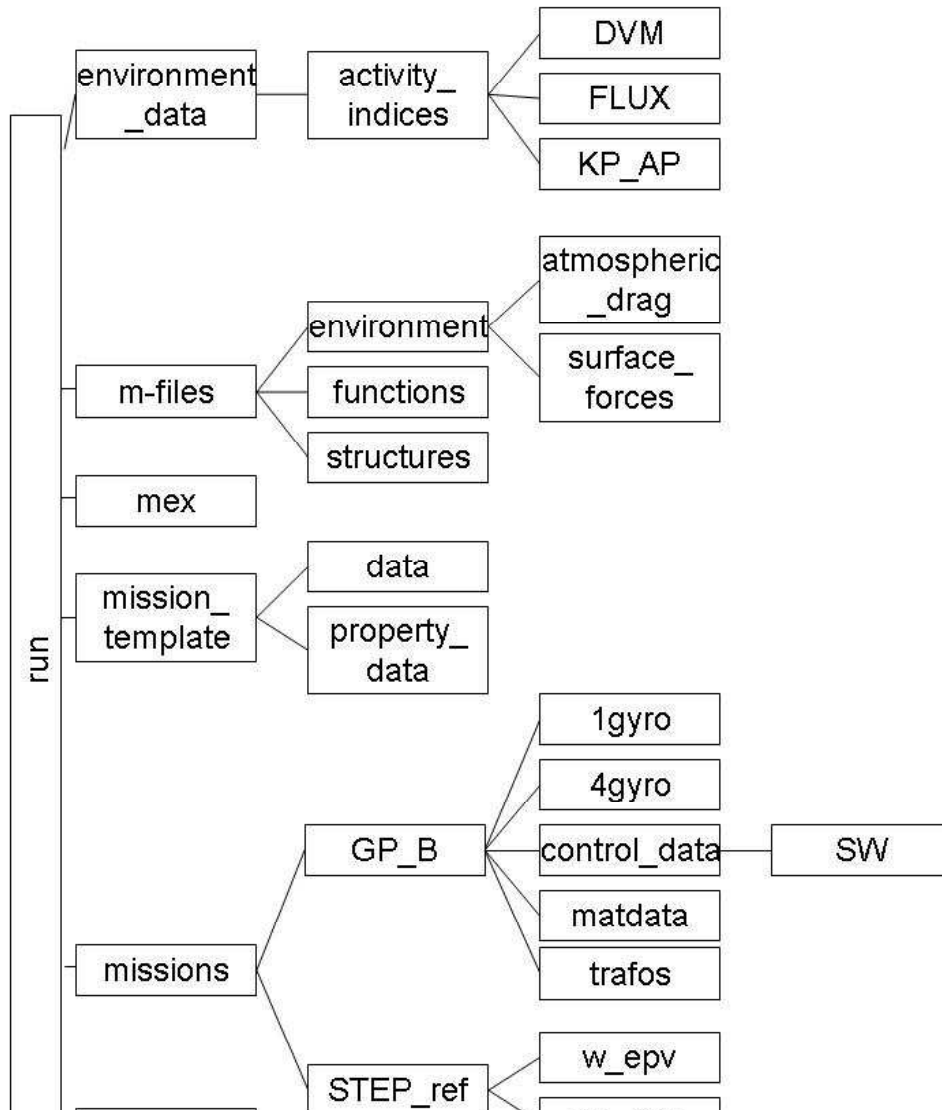 DVM
environment
_data
activity_
indices
FLUX
KP_AP
atmospheric
_drag
environment
surface_
forces
m-files
functions
structures
mex
data
mission_
template
property_
data
run
1gyro
4gyro
GP_B
control_data
SW
matdata
missions
trafos
w_epv
STEP_ref